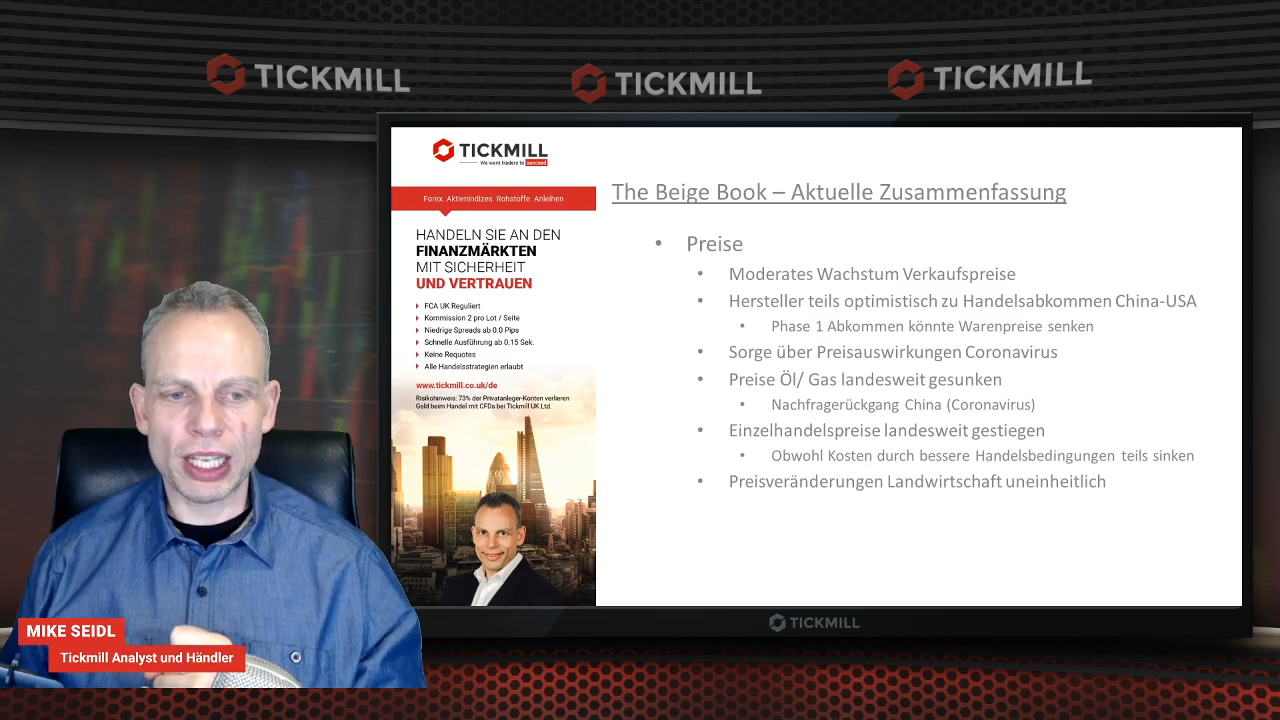 TICKMILL
TICKMILL
TICKMILL
TICKMILL
We want traders to succeed
Forex. Aktienindizes. Rohstoffe. Anleihen
HANDELN SIE AN DEN
FINANZMÄRKTEN
MIT SICHERHEIT
UND VERTRAUEN
FCA UK Reguliert
Kommission 2 pro Lot / Seite
Niedrige Spreads ab 0.0 Pips
Schnelle Ausführung ab 0.15 Sek.
Keine Requotes
Alle Handelsstrategien erlaubt
www.tickmill.co.uk/de
Risikohinweis: 73% der Privatanleger-Konten verlieren
Geld beim Handel mit CFDs bei Tickmill UK Ltd.
The Beige Book – Aktuelle Zusammenfassung
• Preise
• Moderates Wachstum Verkaufspreise
• Hersteller teils optimistisch zu Handelsabkommen China-USA
• Phase 1 Abkommen könnte Warenpreise senken
• Sorge über Preisauswirkungen Coronavirus
• Preise Öl/ Gas landesweit gesunken
• Nachfragerückgang China (Coronavirus)
• Einzelhandelspreise landesweit gestiegen
• Obwohl Kosten durch bessere Handelsbedingungen teils sinken
• Preisveränderungen Landwirtschaft uneinheitlich
TICKMILL
MIKE SEIDL
Tickmill Analyst und Händler